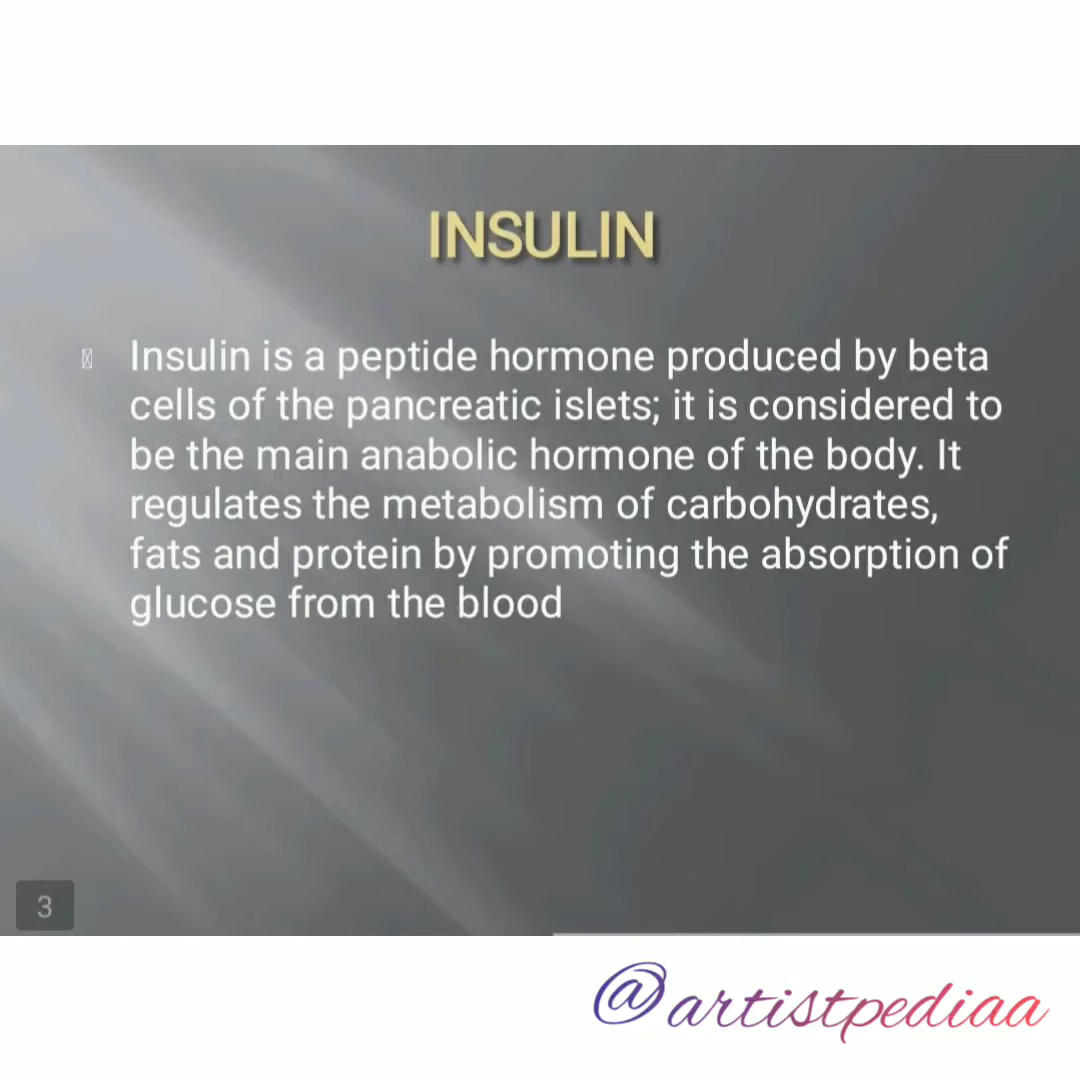 INSULIN
Insulin is a peptide hormone produced by beta
cells of the pancreatic islets; it is considered to
be the main anabolic hormone of the body. It
regulates the metabolism of carbohydrates,
fats and protein by promoting the absorption of
glucose from the blood
3
@artistpediaa